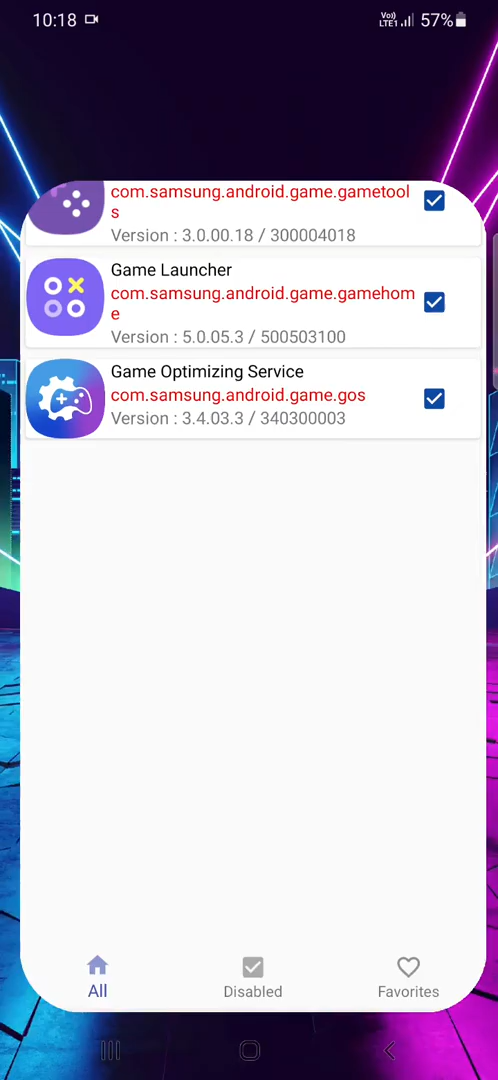 10:18
Vo)) LTE1 57%
com.samsung.android.game.gametool
s
Version : 3.0.00.18 / 300004018
Game Launcher
com.samsung.android.game.gamehom
e
Version : 5.0.05.3 / 500503100
Game Optimizing Service
com.samsung.android.game.gos
Version : 3.4.03.3 / 340300003
All
Disabled
Favorites